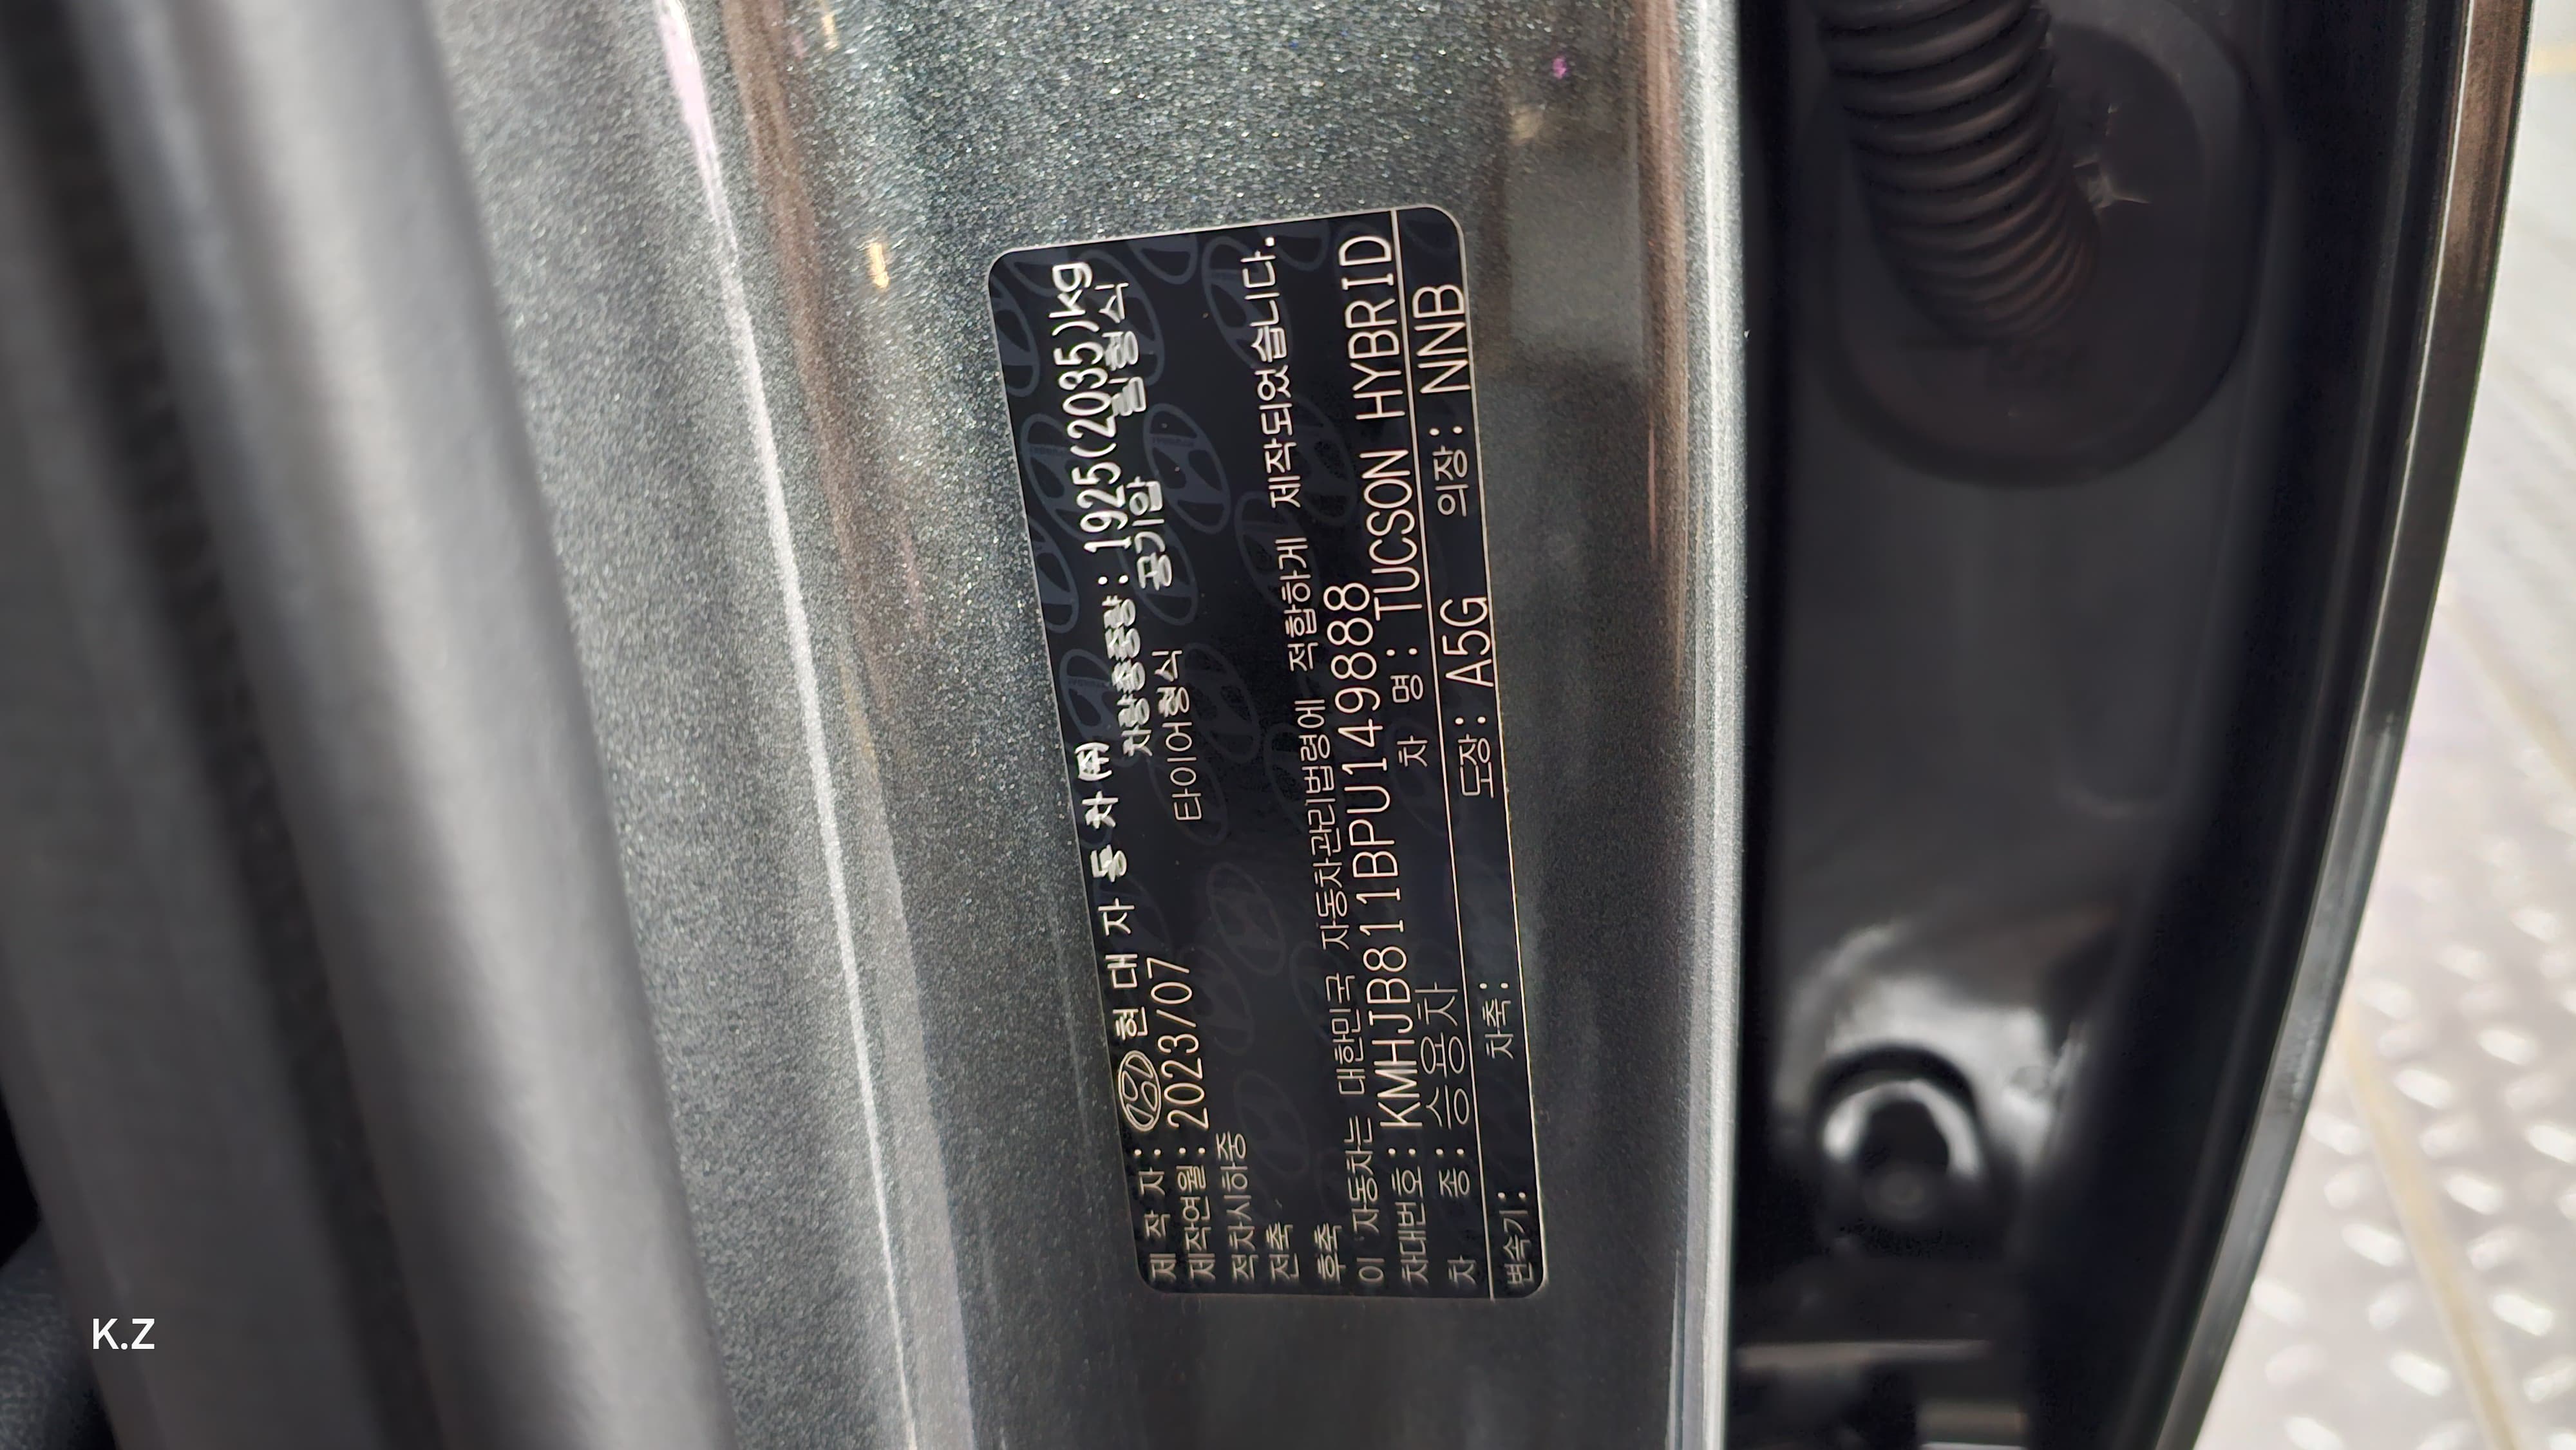 제 작 자: 현 대 자 동 차 ㈜
제작연월: 2023/07 차량총중량: 1925(2035)kg
적차시하중 타이어형식 공기압 림형식
전축
후축
이 자동차는 대한민국 자동차관리법령에 적합하게 제작되었습니다.
차대번호: KMHJB811BPU149888
차 종: 승용차 차 명: TUCSON HYBRID
변속기: 차축: 도장: A5G 의장: NNB
K.Z